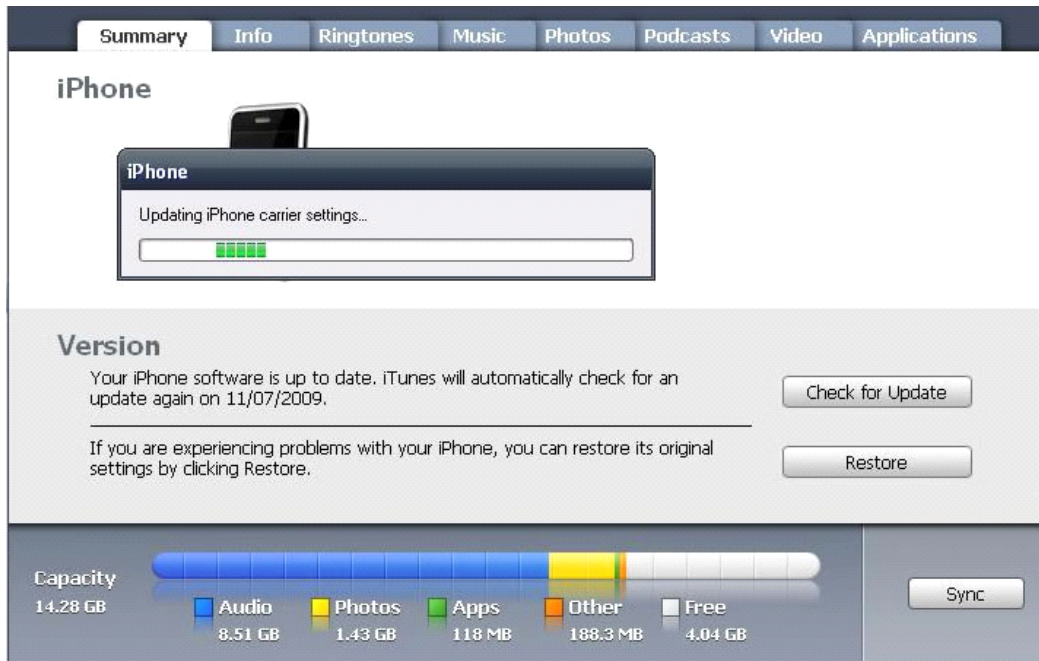 Summary Info Ringtones Music Photos Podcasts Video Applications
iPhone
iPhone
Updating iPhone carrier settings...
Version
Your iPhone software is up to date. iTunes will automatically check for an
update again on 11/07/2009.
Check for Update
If you are experiencing problems with your iPhone, you can restore its original
settings by clicking Restore.
Restore
Capacity
14.28 GB
Audio
8.51 GB
Photos
1.43 GB
Apps
118 MB
Other
188.3 MB
Free
4.04 GB
Sync